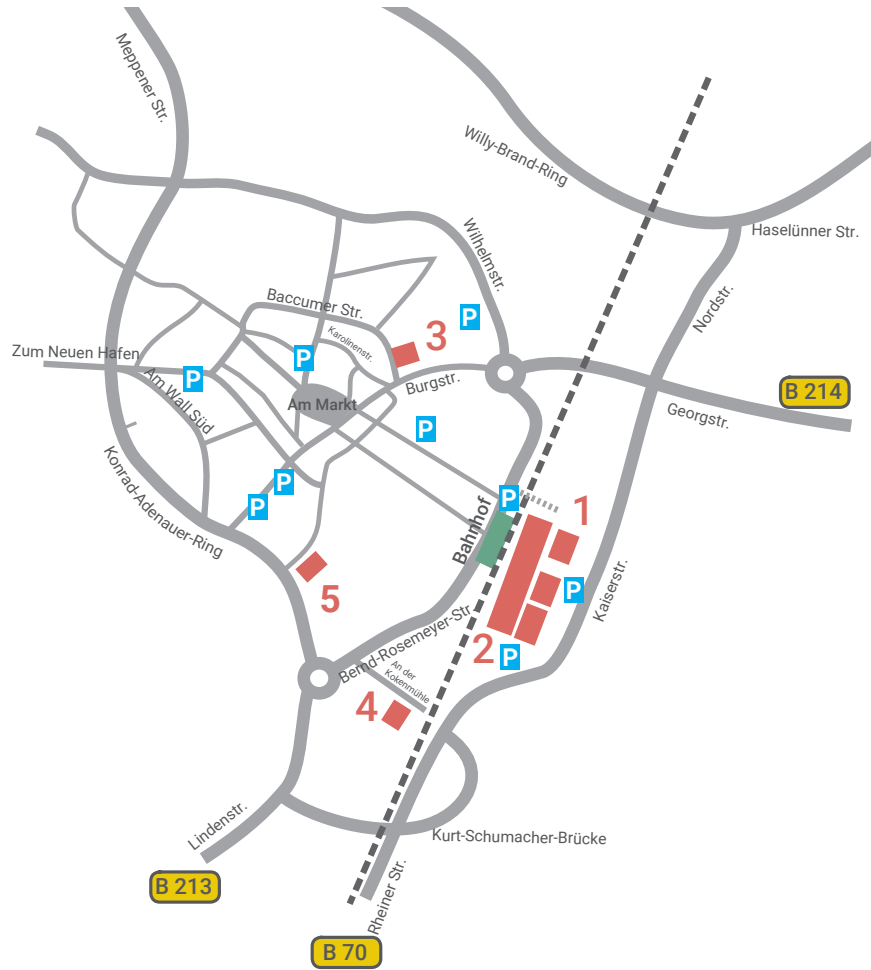 Meppener Str.
Willy-Brand-Ring
Haselünner Str.
Wilhelmstr.
Nordstr.
Baccumer Str.
P
3
Karolinenstr.
Zum Neuen Hafen
P
P
Am Wall Süd
Burgstr.
B 214
Am Markt
Georgstr.
P
Konrad-Adenauer-Ring
P
P
P
1
Bahnhof
5
P
Kaiserstr.
2
P
Bernd-Rosemeyer-Str
An der
Kokenmühle
4
Lindenstr.
Kurt-Schumacher-Brücke
B 213
Rheiner Str.
B 70